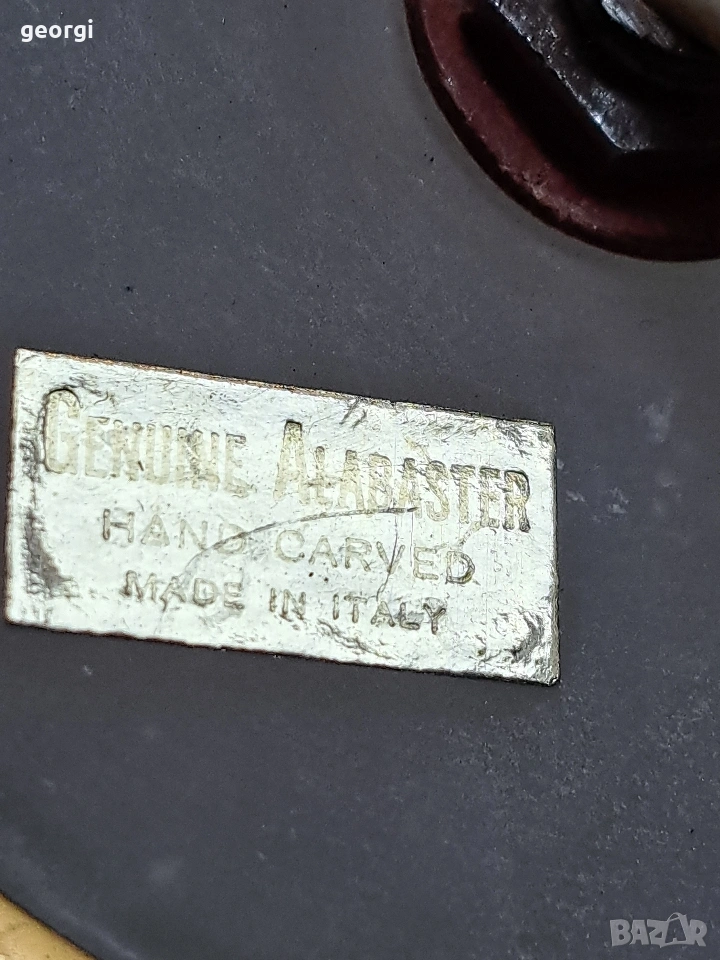 georgi
GENUINE ALABASTER
HAND CARVED
MADE IN ITALY
BAZAR